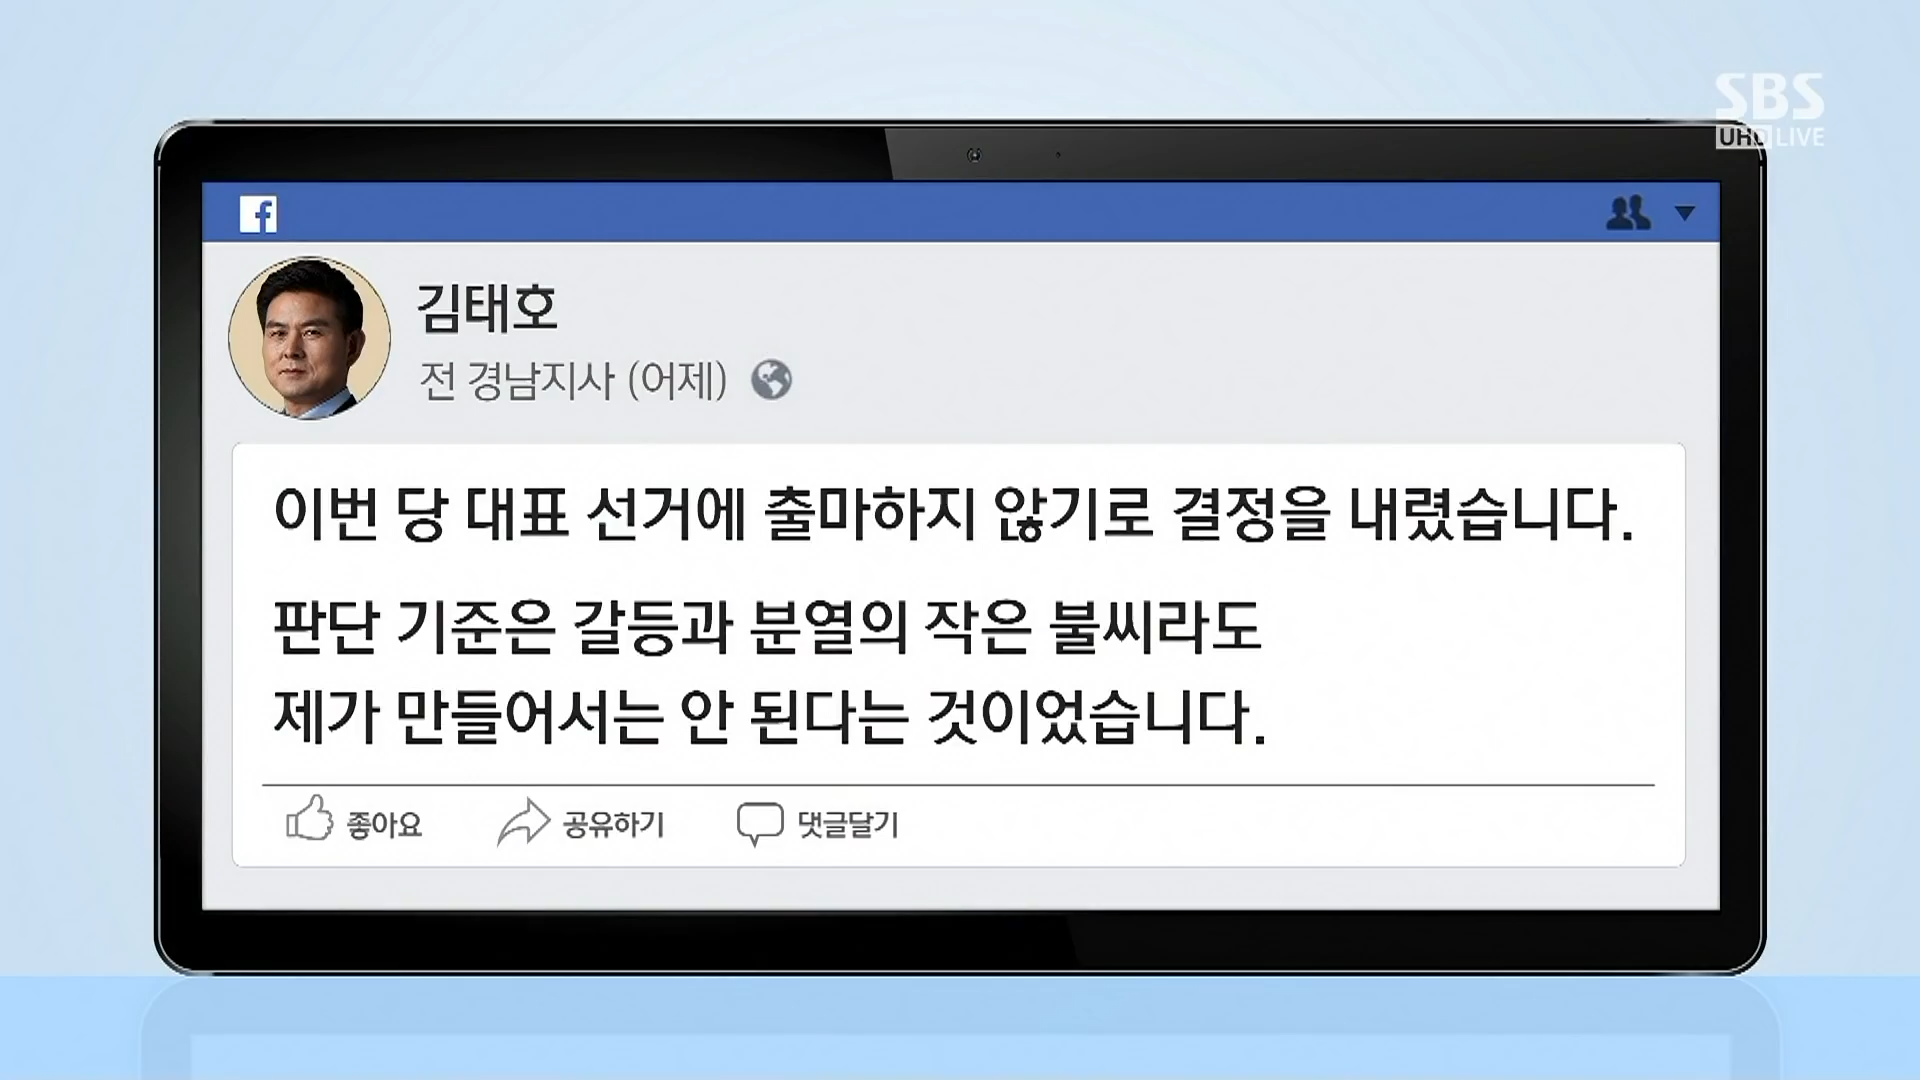 SBS
UHD LIVE
f
김태호
전 경남지사 (어제)
이번 당 대표 선거에 출마하지 않기로 결정을 내렸습니다.
판단 기준은 갈등과 분열의 작은 불씨라도
제가 만들어서는 안 된다는 것이었습니다.
좋아요 공유하기 댓글달기